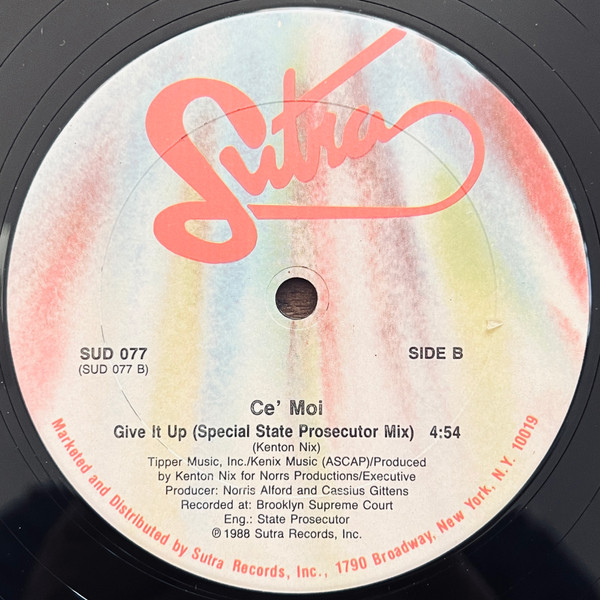 Sutra
SUD 077
(SUD 077 B)
SIDE B
Ce' Moi
Give It Up (Special State Prosecutor Mix) 4:54
(Kenton Nix)
Tipper Music, Inc./Kenix Music (ASCAP)/Produced
by Kenton Nix for Norrs Productions/Executive
Producer: Norris Alford and Cassius Gittens
Recorded at: Brooklyn Supreme Court
Eng.: State Prosecutor
℗1988 Sutra Records, Inc.
Marketed and Distributed by Sutra Records, Inc., 1790 Broadway, New York, N.Y. 10019